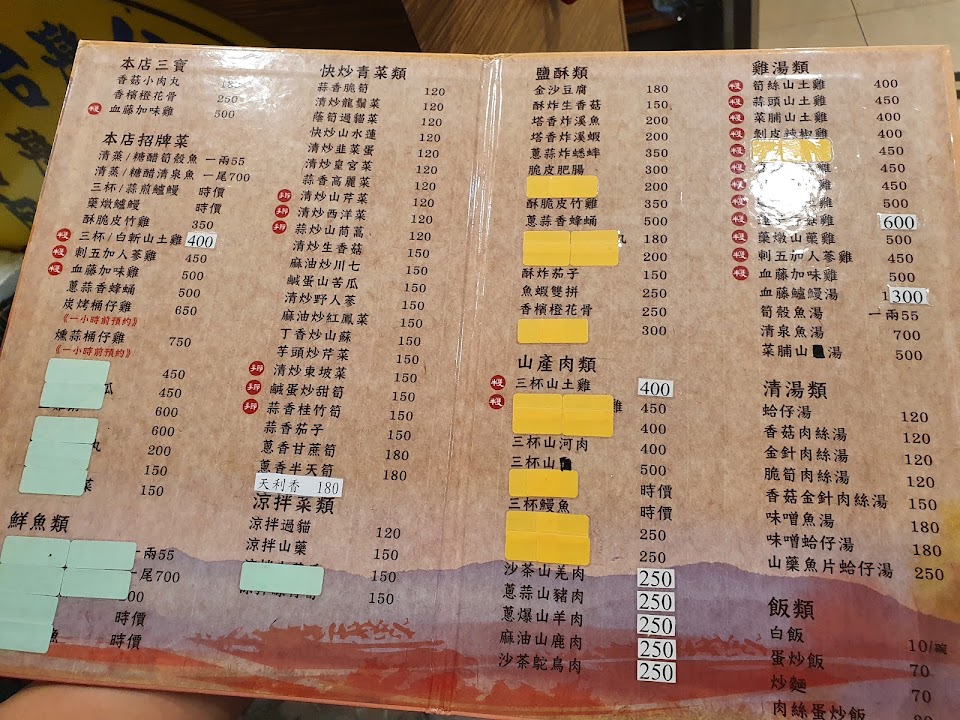 本店三寶
香菇小肉丸
香檳橙花骨 250
血藤加味雞 500
本店招牌菜
清蒸/糖醋筍殼魚 一兩55
清蒸/糖醋清泉魚 一尾700
三杯/蒜煎鱸鰻 時價
藥燉鱸鰻 時價
酥脆皮竹雞 350
三杯/白斬山土雞 400
刺五加人蔘雞 450
血藤加味雞 500
蔥蒜香蜂蛹 500
炭烤桶仔雞 650
《一小時前預約》
燻蒜桶仔雞 750
《一小時前預約》
450
瓜 450
600
600
丸 200
150
菜 150
鮮魚類
一兩55
一尾700
時價
魚 時價
快炒青菜類
蒜香脆筍 120
清炒龍鬚菜 120
蔭筍過貓菜 120
快炒山水蓮 120
清炒韭菜蛋 120
清炒皇宮菜 120
蒜香高麗菜 120
清炒山芹菜 120
清炒西洋菜 120
蒜炒山茼萵 120
清炒生香菇 150
麻油炒川七 150
鹹蛋山苦瓜 150
清炒野人蔘 150
麻油炒紅鳳菜 150
丁香炒山蘇 150
芋頭炒芹菜 150
清炒東坡菜 150
鹹蛋炒甜筍 150
蒜香桂竹筍 150
蒜香茄子 150
蔥香甘蔗筍 180
蔥香半天筍 180
天利香 180
涼拌菜類
涼拌過貓 120
涼拌山藥 120
150
150
鹽酥類
金沙豆腐 180
酥炸生香菇 150
塔香炸溪魚 200
塔香炸溪蝦 200
蔥蒜炸蟋蟀 350
脆皮肥腸 300
200
酥脆皮竹雞 350
蔥蒜香蜂蛹 500
丸 180
200
酥炸茄子 150
魚蝦雙拼 250
香檳橙花骨 250
300
山產肉類
三杯山土雞 400
雞 450
400
三杯山河肉 400
三杯山 500
時價
三杯鰻魚 時價
250
250
沙茶山羌肉 250
蔥蒜山豬肉 250
蔥爆山羊肉 250
麻油山鹿肉 250
沙茶鴕鳥肉 250
雞湯類
筍絲山土雞 400
蒜頭山土雞 450
菜脯山土雞 400
剝皮辣椒雞 450
450
450
450
500
600
藥燉山藥雞 500
刺五加人蔘雞 450
血藤加味雞 500
血藤鱸鰻湯 300
筍殼魚湯 一兩55
清泉魚湯 700
菜脯山 湯 500
清湯類
蛤仔湯 120
香菇肉絲湯 120
金針肉絲湯 120
脆筍肉絲湯 120
香菇金針肉絲湯 150
味噌魚湯 180
味噌蛤仔湯 180
山藥魚片蛤仔湯 250
飯類
白飯 10/碗
蛋炒飯 70
炒麵 70
肉絲蛋炒飯